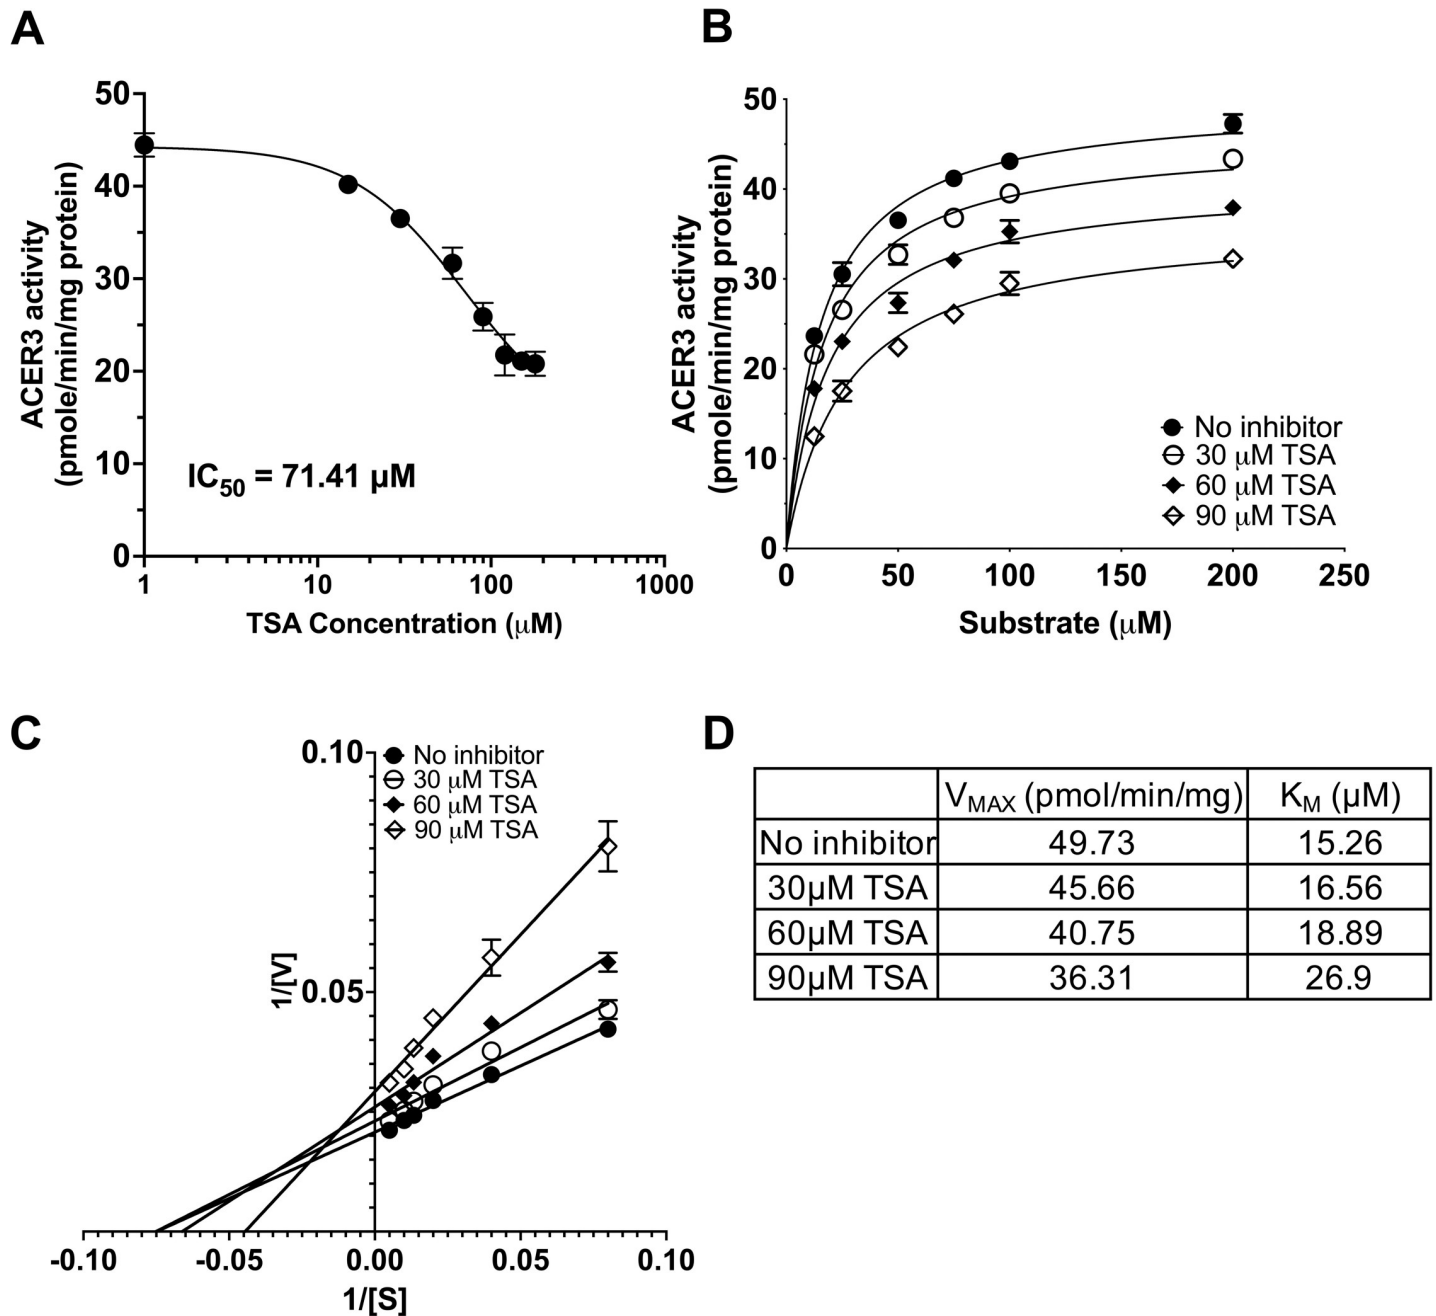 A
50
40
30
20
10
0
ACER3 activity
(pmole/min/mg protein)
IC50 = 71.41 µM
1
10
100
1000
TSA Concentration (µM)
B
50
40
30
20
10
0
ACER3 activity
(pmole/min/mg protein)
No inhibitor
30 µM TSA
60 µM TSA
90 µM TSA
0
50
100
150
200
250
Substrate (µM)
C
0.10
0.05
1/[V]
No inhibitor
30 µM TSA
60 µM TSA
90 µM TSA
-0.10
-0.05
0.00
0.05
0.10
1/[S]
D
VMAX (pmol/min/mg) KM (µM)
No inhibitor 49.73 15.26
30µM TSA 45.66 16.56
60µM TSA 40.75 18.89
90µM TSA 36.31 26.9